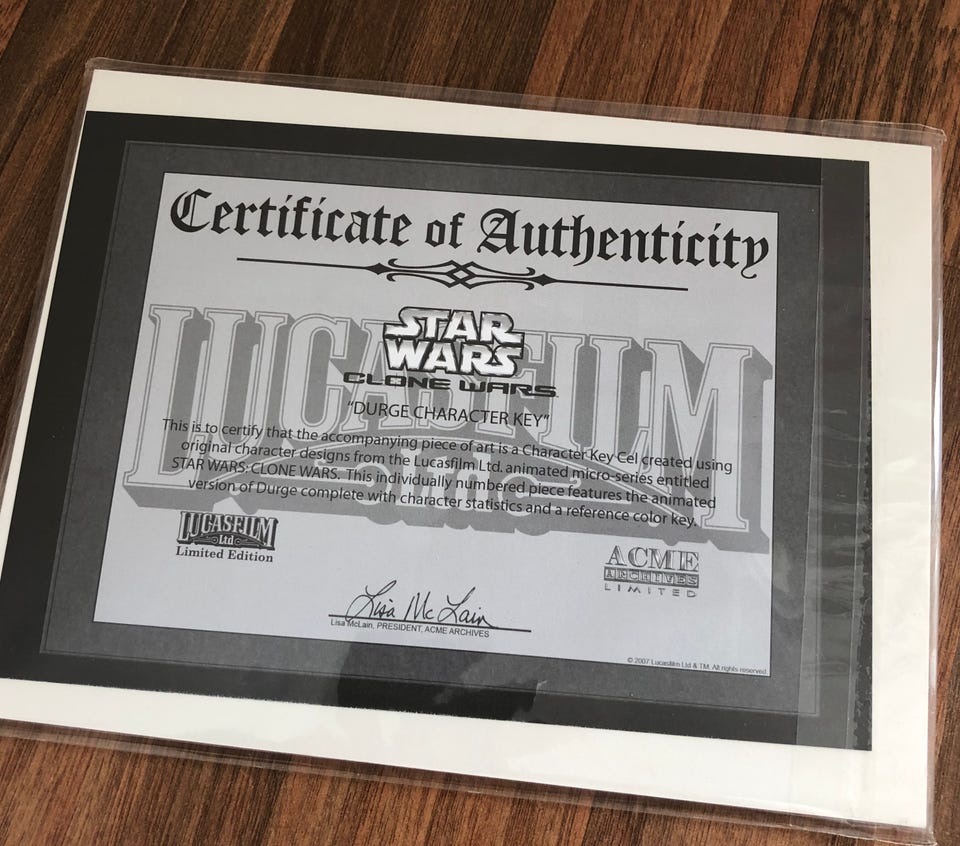 Certificate of Authenticity
LUCASFILM
Ltd
STAR
WARS
CLONE WARS
"DURGE CHARACTER KEY"
This is to certify that the accompanying piece of art is a Character Key Cel created using
original character designs from the Lucasfilm Ltd. animated micro-series entitled
STAR WARS: CLONE WARS. This individually numbered piece features the animated
version of Durge complete with character statistics and a reference color key.
LUCASFILM
Ltd
Limited Edition
ACME
ARCHIVES
LIMITED
Lisa McLain
Lisa McLain, PRESIDENT, ACME ARCHIVES
© 2007 Lucasfilm Ltd & TM. All rights reserved.